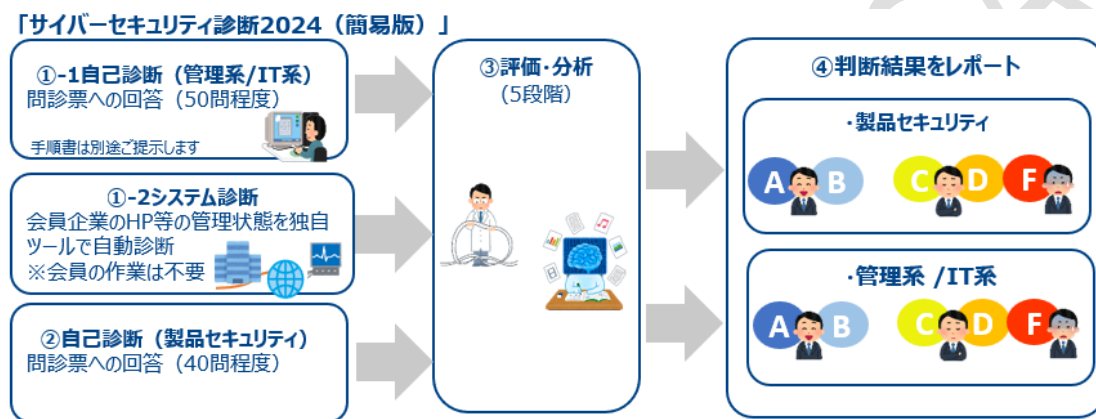 「サイバーセキュリティ診断2024（簡易版）」
①-1自己診断（管理系/IT系）
問診票への回答（50問程度）
手順書は別途ご提示します
①-2システム診断
会員企業のHP等の管理状態を独自
ツールで自動診断
※会員の作業は不要
②自己診断（製品セキュリティ）
問診票への回答（40問程度）
③評価・分析
（5段階）
④判断結果をレポート
・製品セキュリティ
A B C D F
・管理系 /IT系
A B C D F